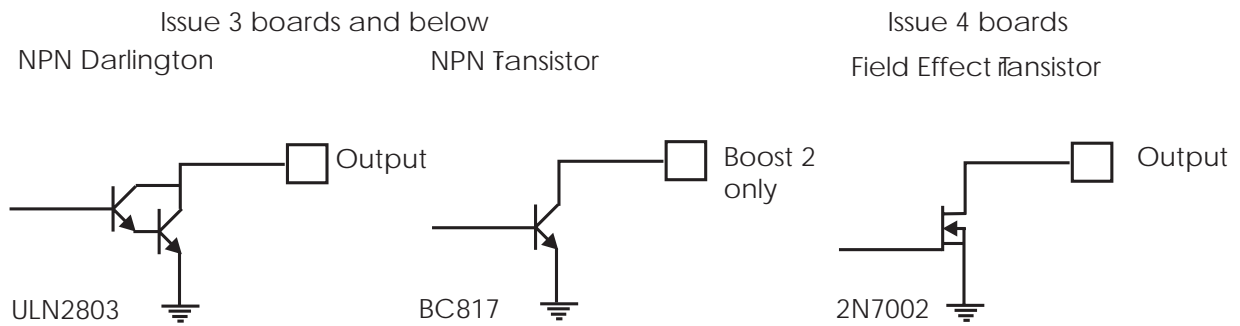 Issue 3 boards and below
Issue 4 boards
NPN Darlington
NPN Tansistor
Field Effect Tansistor
Output
Boost 2
only
Output
ULN2803
BC817
2N7002